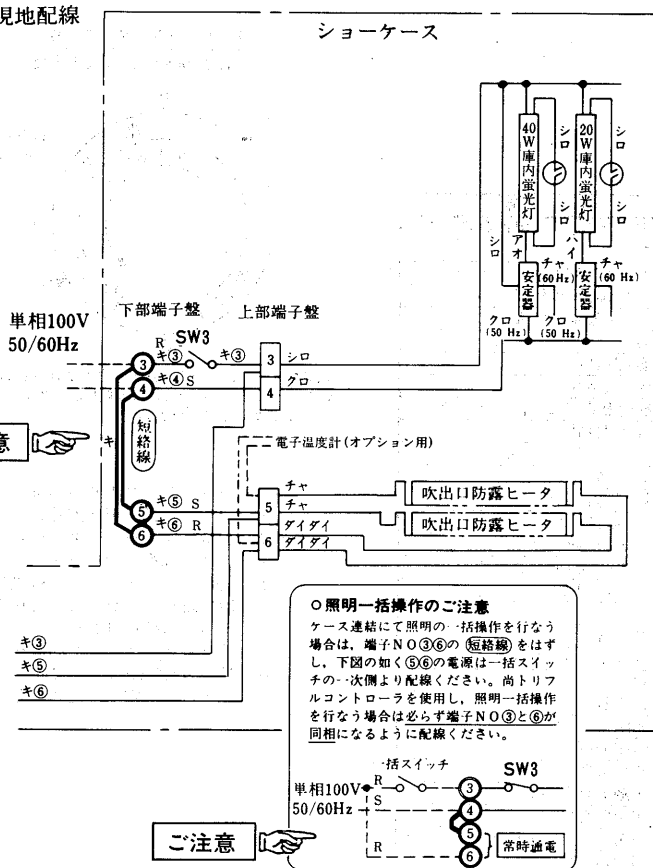 現地配線
ショーケース
40W庫内蛍光灯
シロ
シロ
20W庫内蛍光灯
シロ
シロ
シロ
アオ
ハイ
チャ
(60 Hz)
チャ
(60 Hz)
安定器
安定器
クロ
(50 Hz)
クロ
(50 Hz)
単相100V
50/60Hz
下部端子盤
上部端子盤
R
SW3
③
キ③
キ③
3
シロ
④
キ④ S
4
クロ
意
キ
短絡線
電子温度計(オプション用)
⑤
キ⑤ S
5
チャ
チャ
吹出口防露ヒータ
⑥
キ⑥ R
6
ダイダイ
ダイダイ
吹出口防露ヒータ
キ③
キ⑤
キ⑥
○照明一括操作のご注意
ケース連結にて照明の一括操作を行なう
場合は，端子NO③⑥の 短絡線 をはず
し，下図の如く⑤⑥の電源は一括スイッ
チの一次側より配線ください。尚トリフ
ルコントローラを使用し，照明一括操作
を行なう場合は必らず端子NO③と⑥が
同相になるように配線ください。
一括スイッチ
SW3
単相100V
50/60Hz
R
S
R
③
④
⑤
⑥
常時通電
ご注意